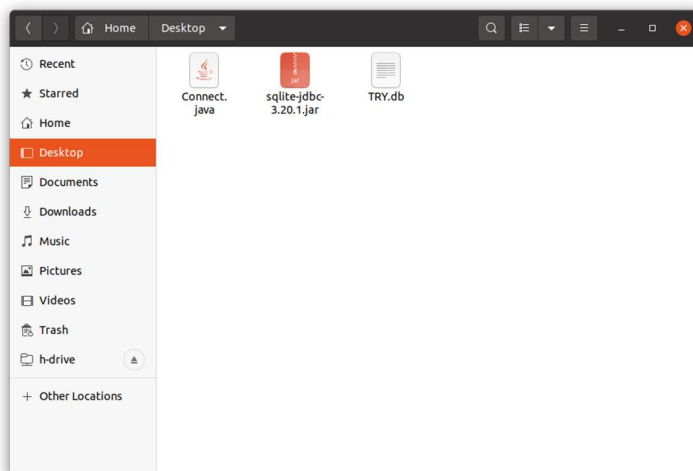 Home
Desktop
Recent
Starred
Home
Desktop
Documents
Downloads
Music
Pictures
Videos
Trash
h-drive
Other Locations
Connect.
java
jar
sqlite-jdbc-
3.20.1.jar
TRY.db